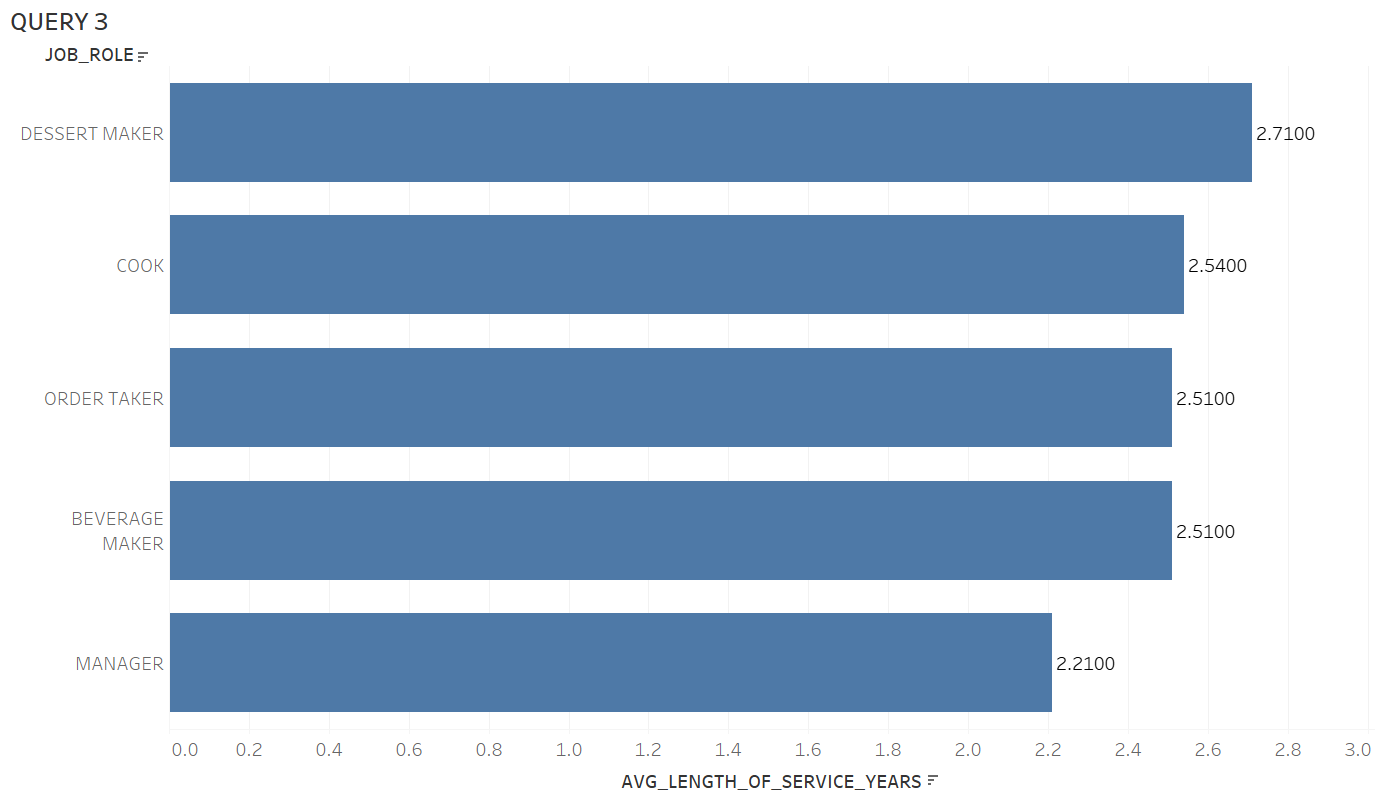 QUERY 3
JOB_ROLE
DESSERT MAKER
2.7100
COOK
2.5400
ORDER TAKER
2.5100
BEVERAGE
MAKER
2.5100
MANAGER
2.2100
0.0 0.2 0.4 0.6 0.8 1.0 1.2 1.4 1.6 1.8 2.0 2.2 2.4 2.6 2.8 3.0
AVG_LENGTH_OF_SERVICE_YEARS